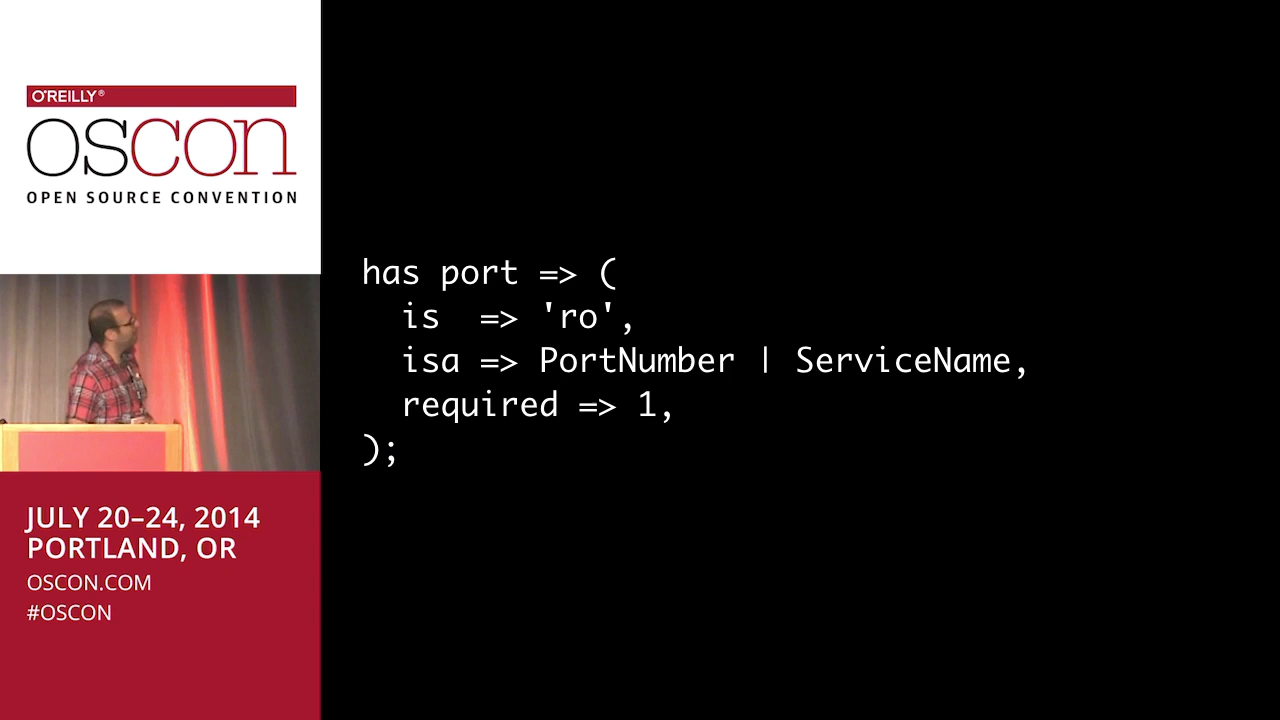 O'REILLY®
OSCON
OPEN SOURCE CONVENTION
JULY 20–24, 2014
PORTLAND, OR
OSCON.COM
#OSCON
has port => (
  is  => 'ro',
  isa => PortNumber | ServiceName,
  required => 1,
);